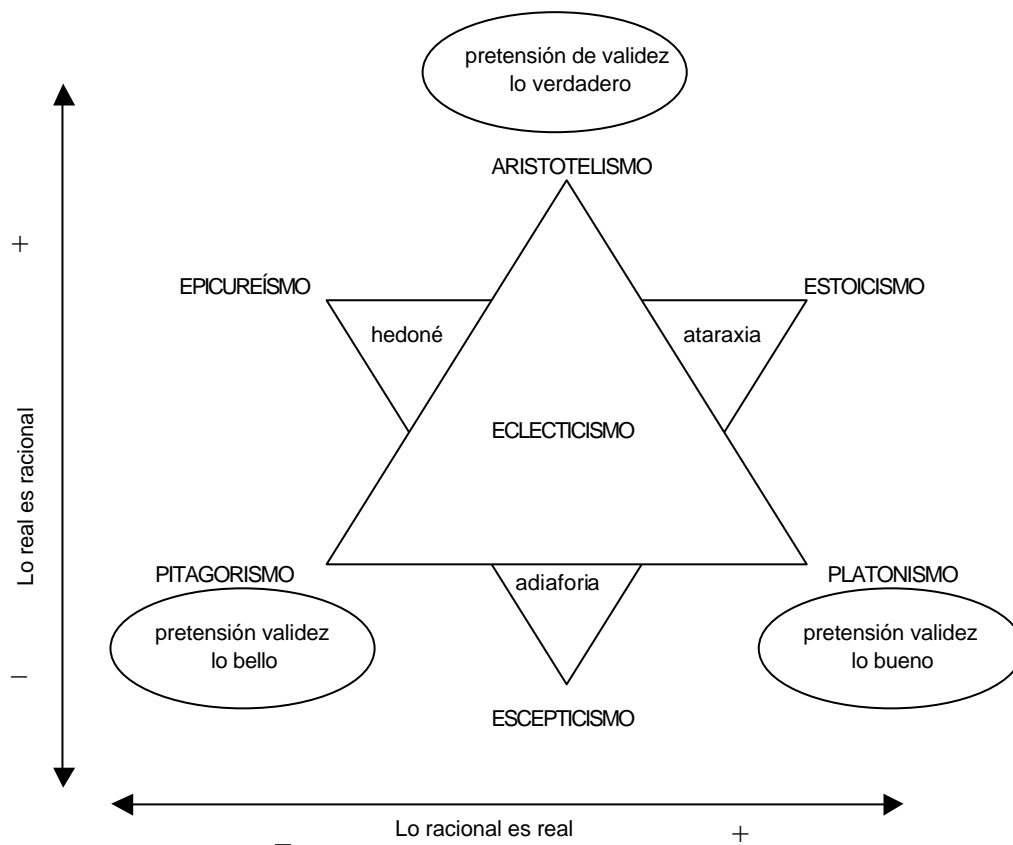 pretensión de validez
lo verdadero
ARISTOTELISMO
+
EPICUREÍSMO
ESTOICISMO
hedoné
ataraxia
ECLECTICISMO
Lo real es racional
PITAGORISMO
adiaforia
PLATONISMO
pretensión validez
lo bello
pretensión validez
lo bueno
–
ESCEPTICISMO
Lo racional es real
–
+